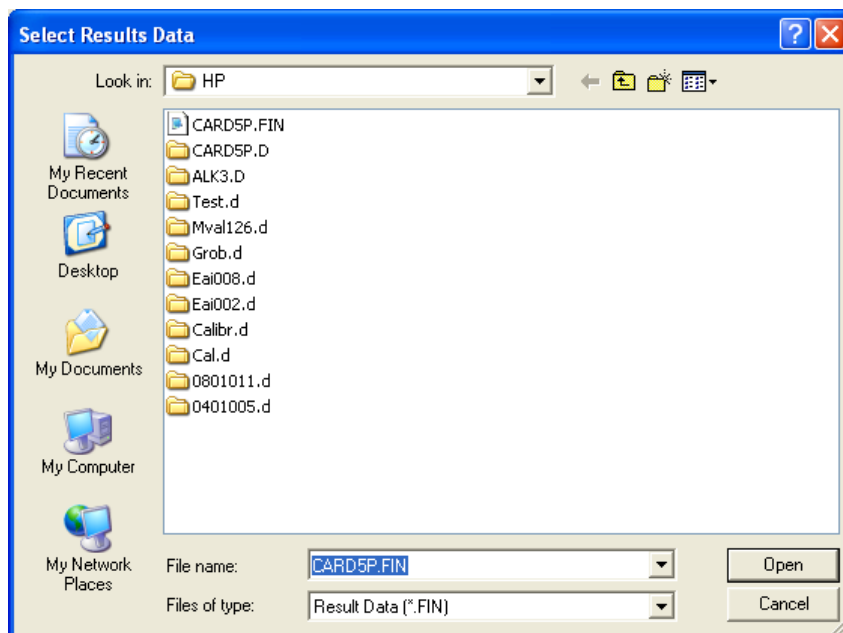 Select Results Data
Look in: HP
CARD5P.FIN
CARD5P.D
ALK3.D
Test.d
Mval126.d
Grob.d
Eai008.d
Eai002.d
Calibr.d
Cal.d
0801011.d
0401005.d
My Recent
Documents
Desktop
My Documents
My Computer
My Network
Places
File name: CARD5P.FIN Open
Files of type: Result Data (*.FIN) Cancel